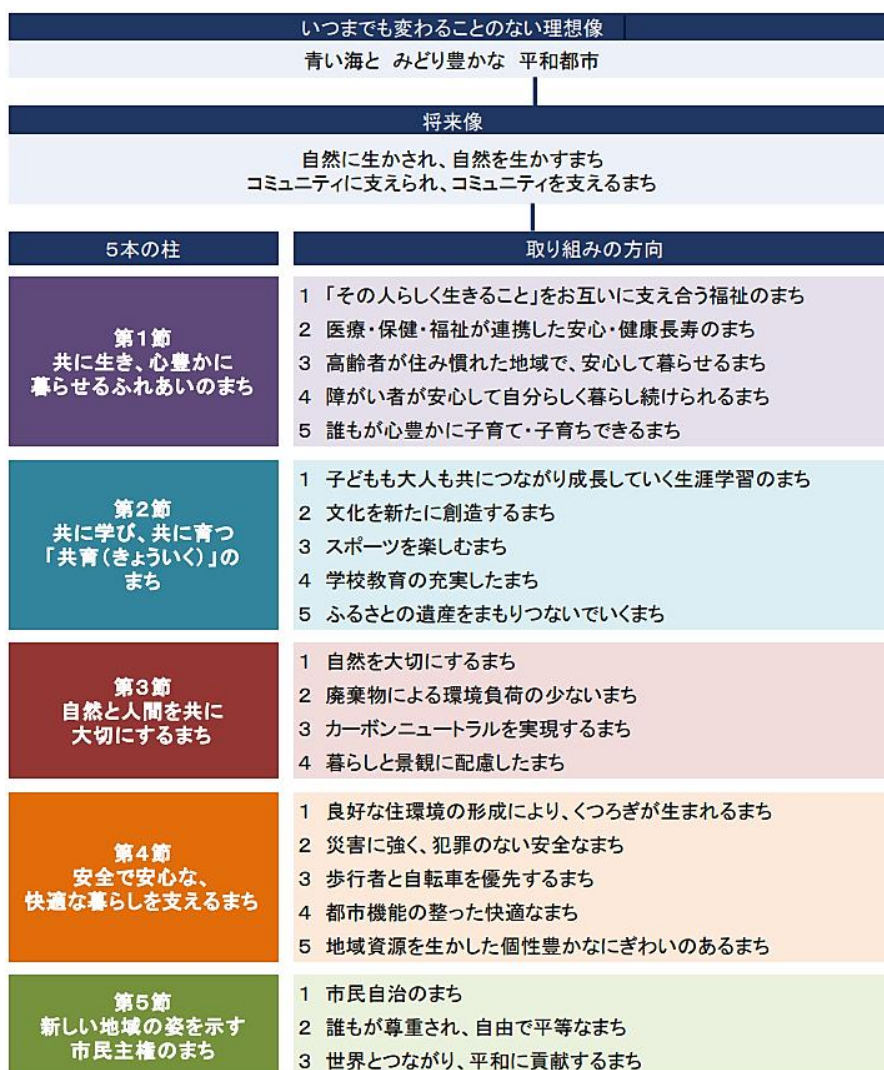 いつまでも変わることのない理想像
青い海と みどり豊かな 平和都市
将来像
自然に生かされ、自然を生かすまち
コミュニティに支えられ、コミュニティを支えるまち
5本の柱
取り組みの方向
第1節
共に生き、心豊かに
暮らせるふれあいのまち
1 「その人らしく生きること」をお互いに支え合う福祉のまち
2 医療・保健・福祉が連携した安心・健康長寿のまち
3 高齢者が住み慣れた地域で、安心して暮らせるまち
4 障がい者が安心して自分らしく暮らし続けられるまち
5 誰もが心豊かに子育て・子育ちできるまち
第2節
共に学び、共に育つ
「共育(きょういく)」の
まち
1 子どもも大人も共につながり成長していく生涯学習のまち
2 文化を新たに創造するまち
3 スポーツを楽しむまち
4 学校教育の充実したまち
5 ふるさとの遺産をまもりつないでいくまち
第3節
自然と人間を共に
大切にするまち
1 自然を大切にするまち
2 廃棄物による環境負荷の少ないまち
3 カーボンニュートラルを実現するまち
4 暮らしと景観に配慮したまち
第4節
安全で安心な、
快適な暮らしを支えるまち
1 良好な住環境の形成により、くつろぎが生まれるまち
2 災害に強く、犯罪のない安全なまち
3 歩行者と自転車を優先するまち
4 都市機能の整った快適なまち
5 地域資源を生かした個性豊かなにぎわいのあるまち
第5節
新しい地域の姿を示す
市民主権のまち
1 市民自治のまち
2 誰もが尊重され、自由で平等なまち
3 世界とつながり、平和に貢献するまち